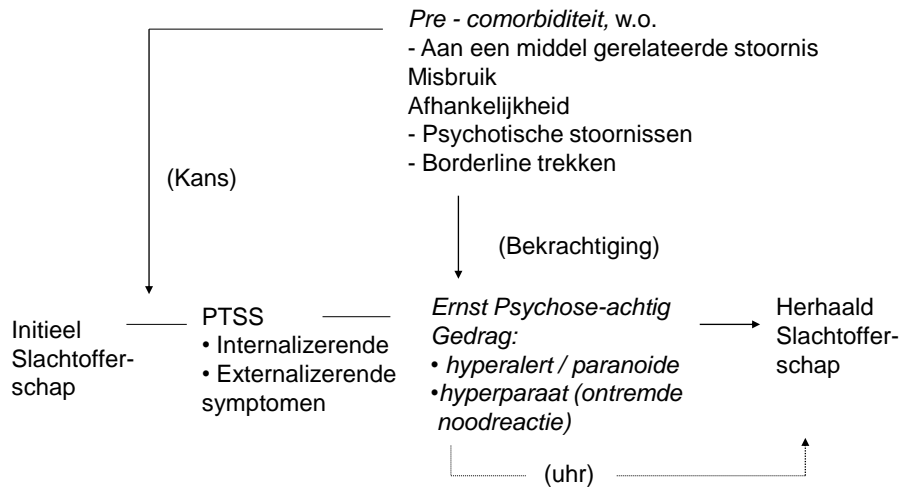 Pre - comorbiditeit, w.o.
- Aan een middel gerelateerde stoornis
Misbruik
Afhankelijkheid
- Psychotische stoornissen
- Borderline trekken
(Kans)
(Bekrachtiging)
Initieel
Slachtoffer-
schap
PTSS
• Internalizerende
• Externalizerende
symptomen
Ernst Psychose-achtig
Gedrag:
• hyperalert / paranoide
•hyperparaat (ontremde
noodreactie)
Herhaald
Slachtoffer-
schap
(uhr)